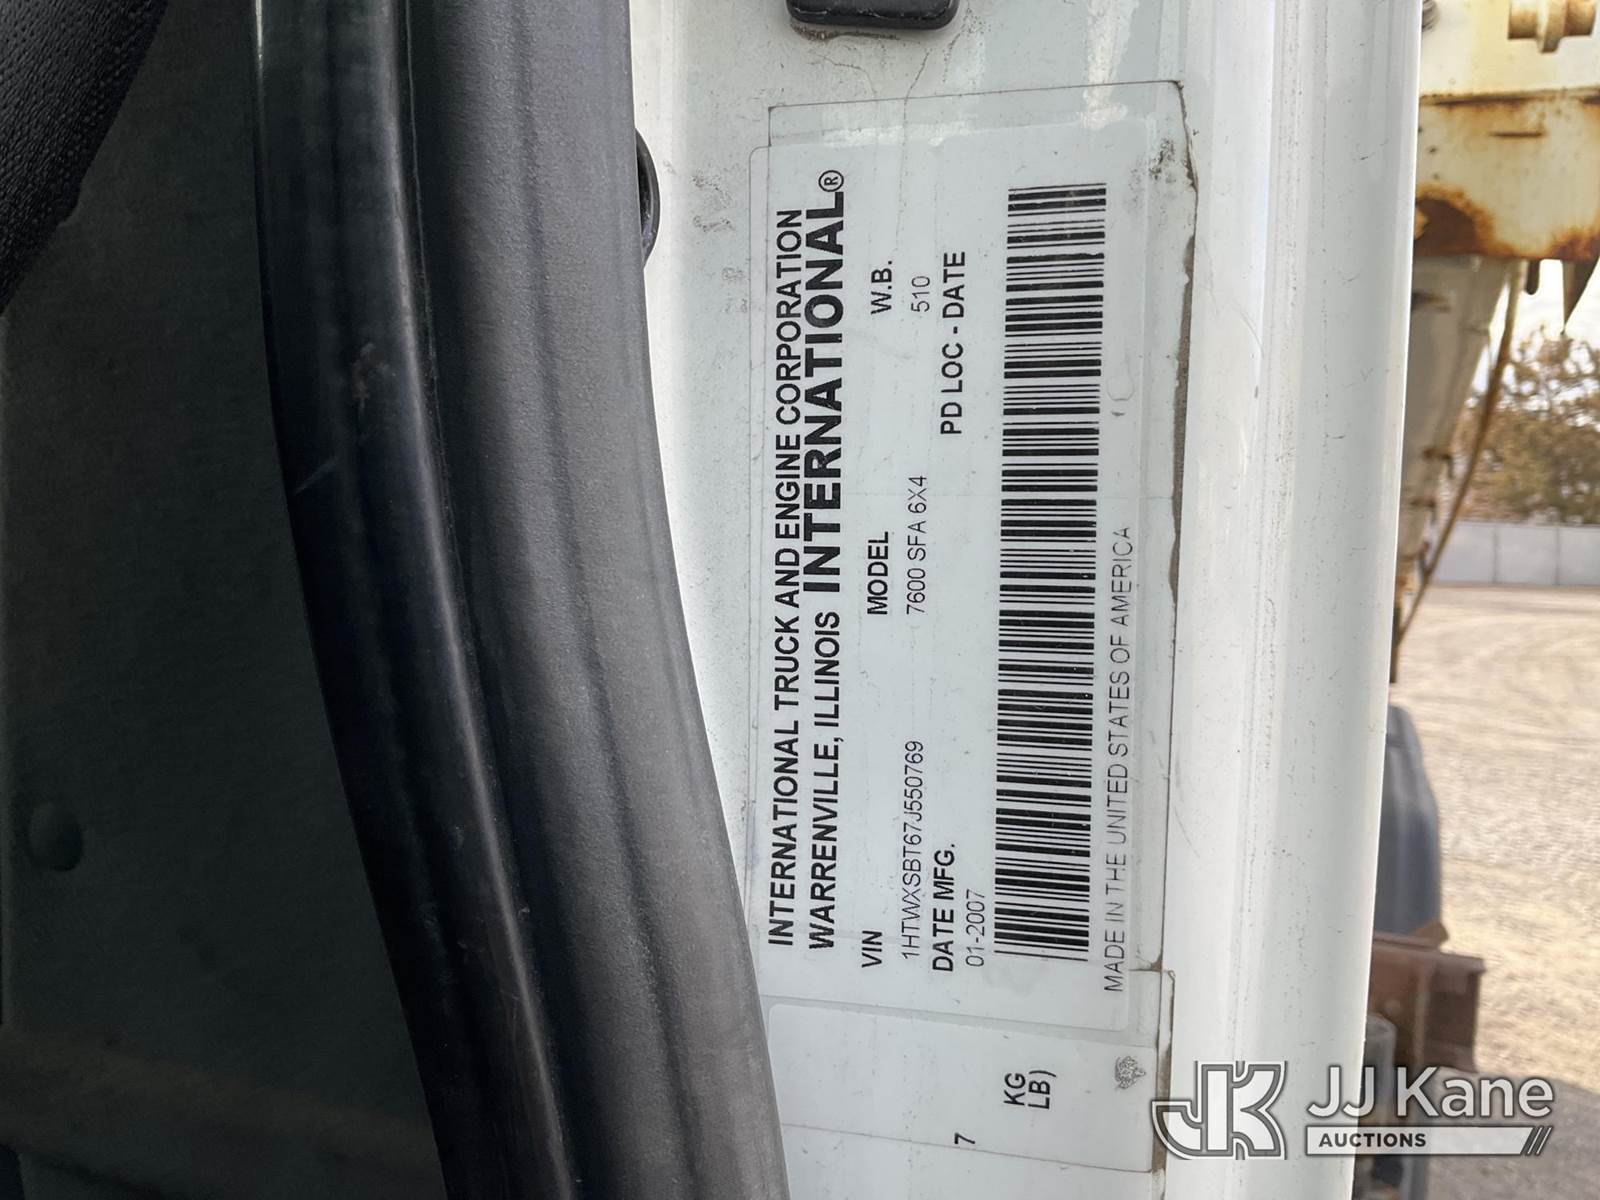 INTERNATIONAL TRUCK AND ENGINE CORPORATION
WARRENVILLE, ILLINOIS INTERNATIONAL®
VIN MODEL W.B.
1HTWXSBT67J550769 7600 SFA 6X4 510
DATE MFG. PD LOC - DATE
01-2007
MADE IN THE UNITED STATES OF AMERICA
7
KG
LB)
JK JJ Kane
AUCTIONS